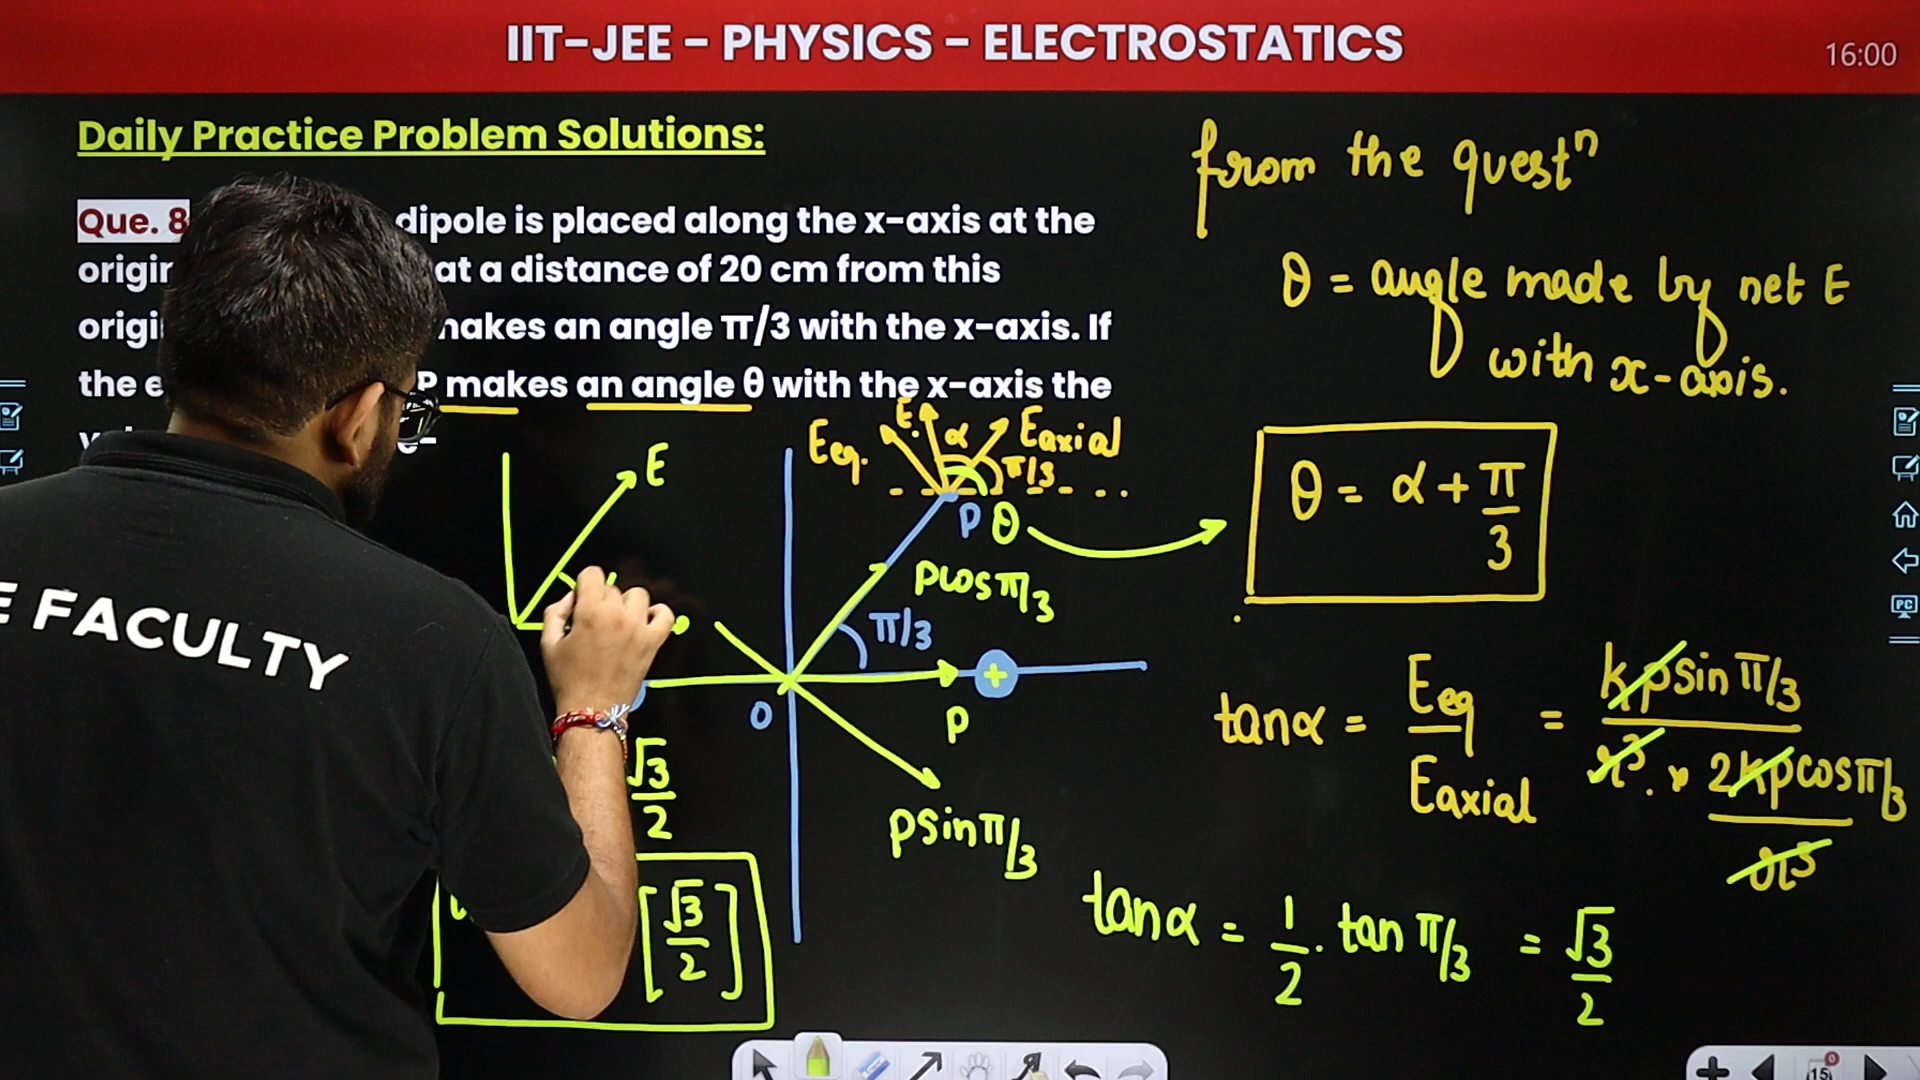 IIT-JEE - PHYSICS - ELECTROSTATICS
16:00
Daily Practice Problem Solutions:
Que. 8 dipole is placed along the x-axis at the
at a distance of 20 cm from this
makes an angle π/3 with the x-axis. If
the e P makes an angle θ with the x-axis the
from the questⁿ
θ = angle made by net E
with x-axis.
θ = α + π/3
E
Eeq.
E
α
Eaxial
π/3
P θ
pcosπ/3
π/3
+
O
P
psinπ/3
√3/2
[√3/2]
tanα = Eeq/Eaxial = kpsinπ/3 / r³ × 2kpcosπ/3 / r³
tanα = 1/2 . tanπ/3 = √3/2
E FACULTY
PC
15
0